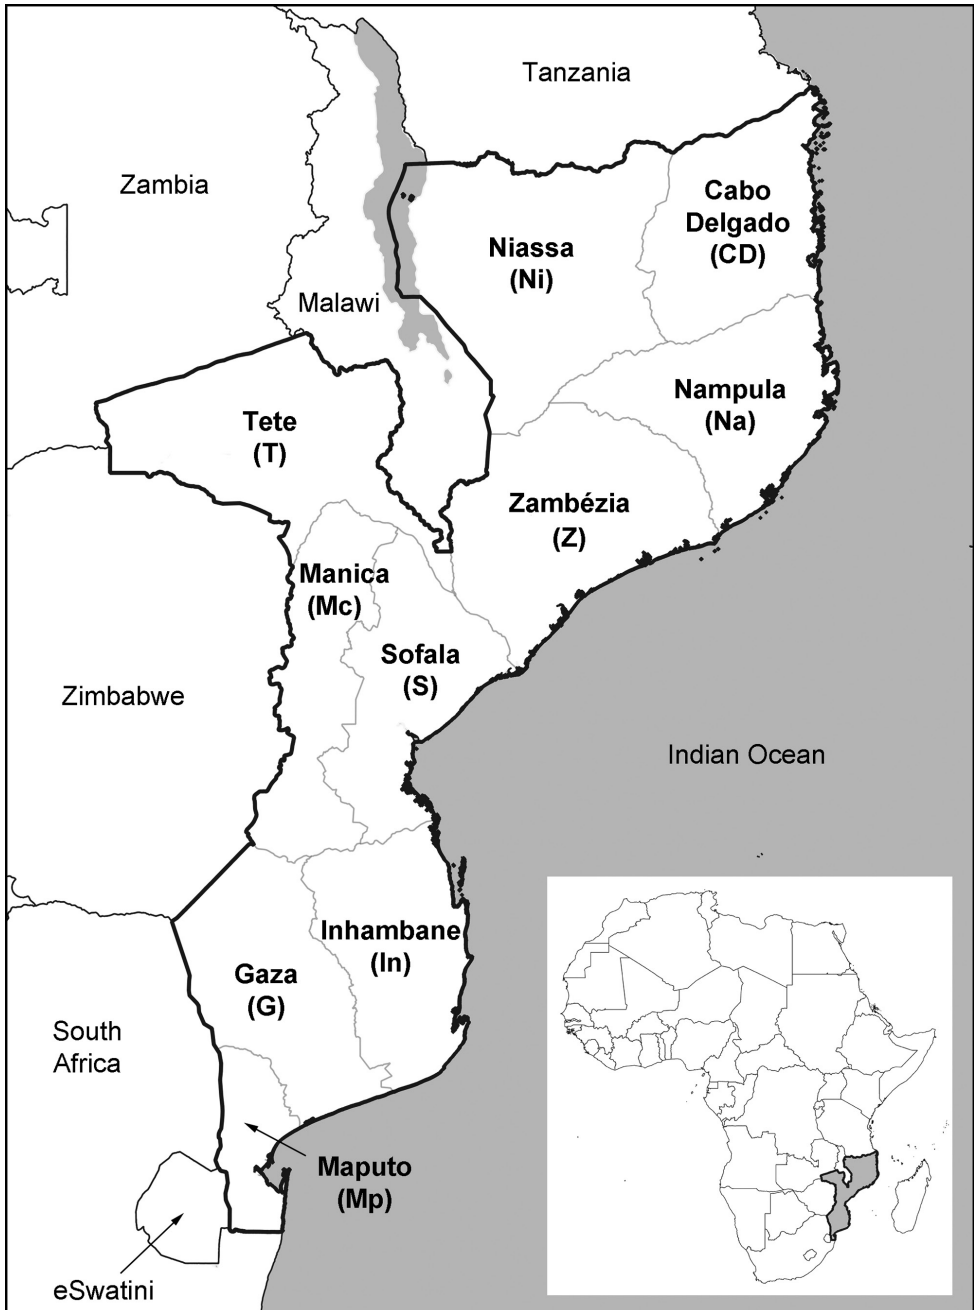 Tanzania
Zambia
Cabo
Delgado
(CD)
Niassa
(Ni)
Malawi
Nampula
(Na)
Tete
(T)
Zambézia
(Z)
Manica
(Mc)
Sofala
(S)
Zimbabwe
Indian Ocean
Inhambane
(In)
Gaza
(G)
South
Africa
Maputo
(Mp)
eSwatini